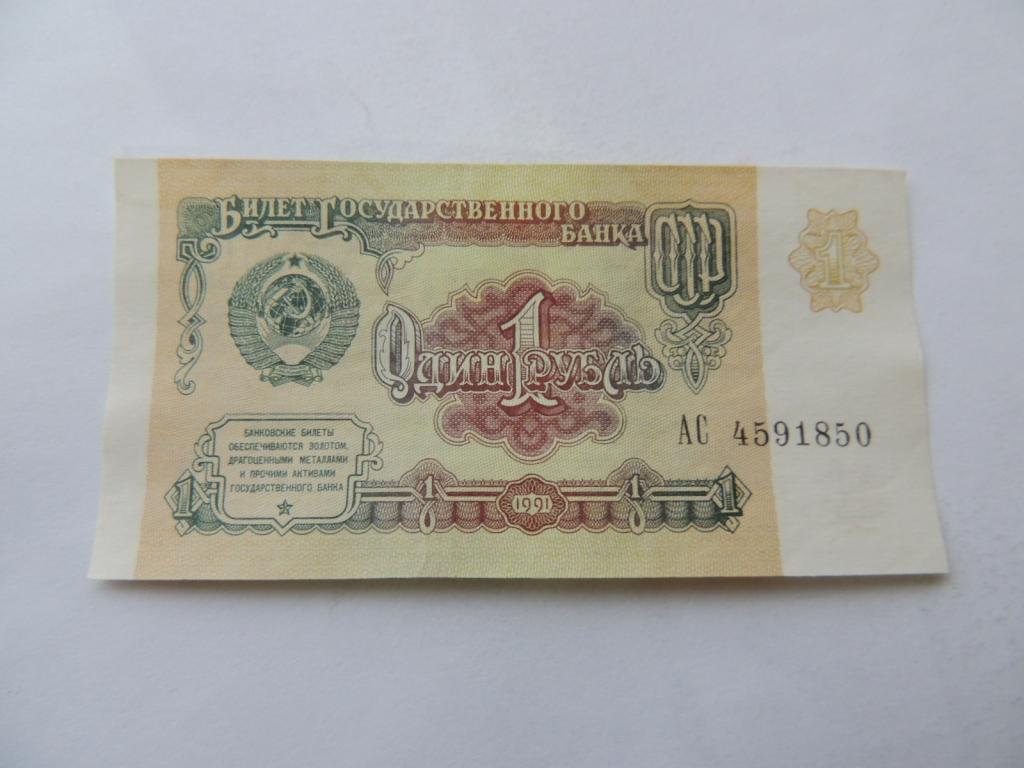 Билет Государственного
Банка
СССР
1
Один 1 рубль
АС 4591850
БАНКОВСКИЕ БИЛЕТЫ
ОБЕСПЕЧИВАЮТСЯ ЗОЛОТОМ,
ДРАГОЦЕННЫМИ МЕТАЛЛАМИ
И ПРОЧИМИ АКТИВАМИ
ГОСУДАРСТВЕННОГО БАНКА
1 1 1991 1 1